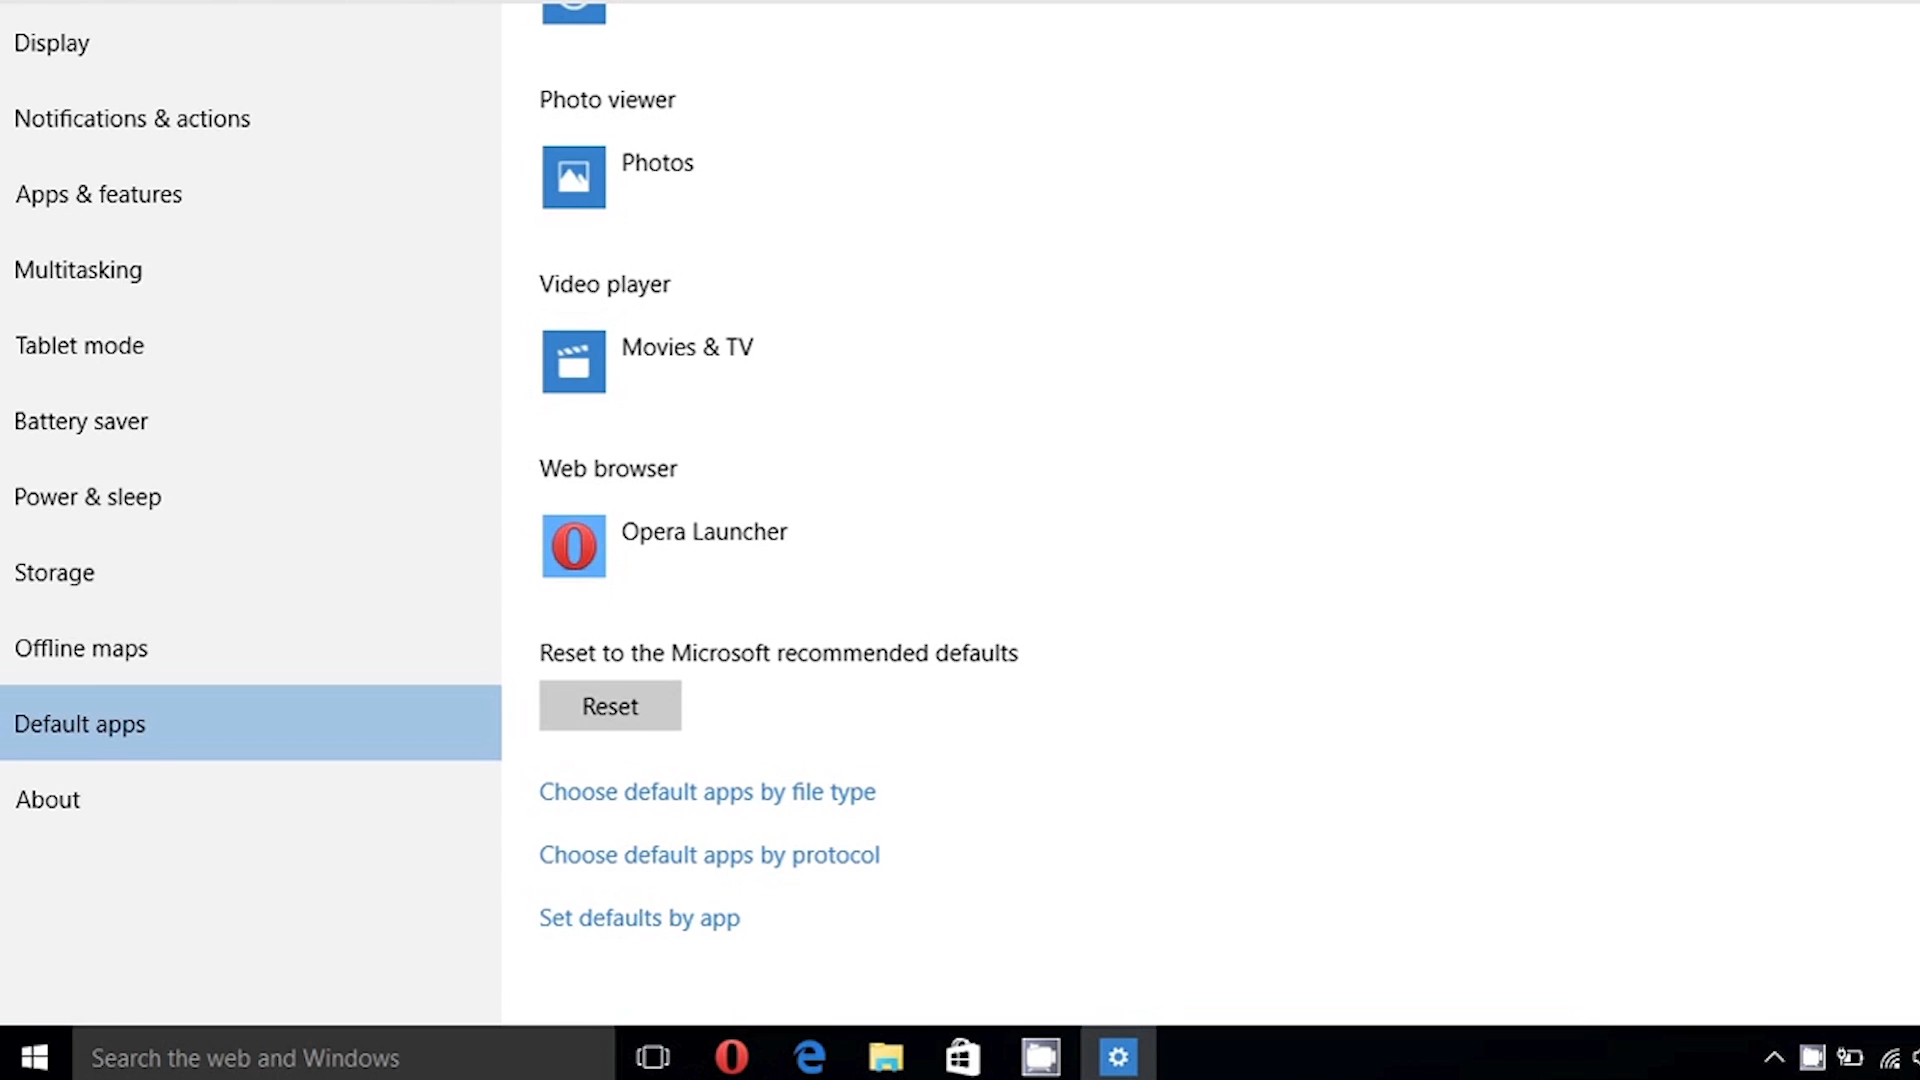 Display
Notifications & actions
Apps & features
Multitasking
Tablet mode
Battery saver
Power & sleep
Storage
Offline maps
Default apps
About
Photo viewer
Photos
Video player
Movies & TV
Web browser
Opera Launcher
Reset to the Microsoft recommended defaults
Reset
Choose default apps by file type
Choose default apps by protocol
Set defaults by app
Search the web and Windows